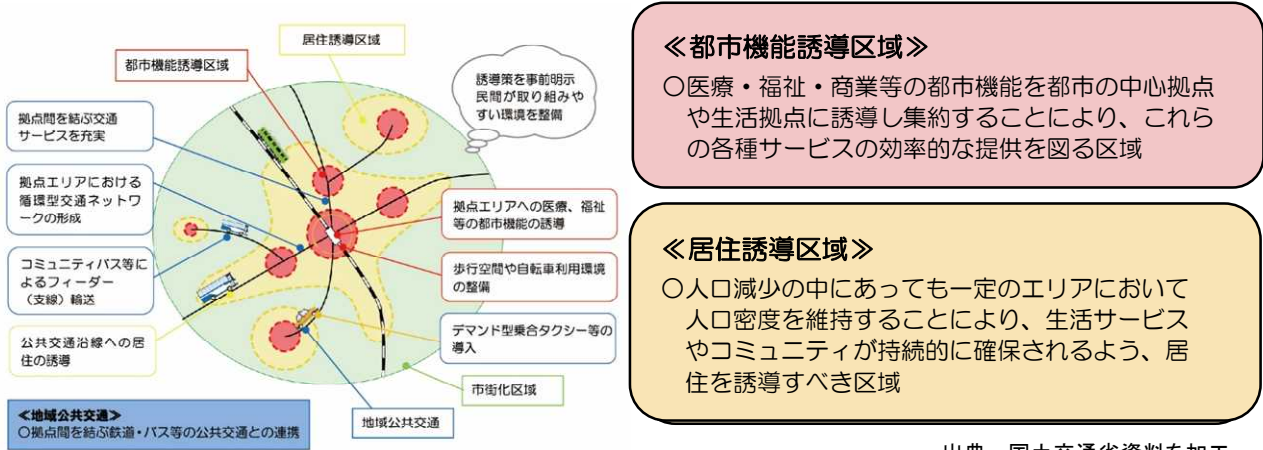 居住誘導区域
都市機能誘導区域
誘導策を事前明示
民間が取り組みや
すい環境を整備
拠点間を結ぶ交通
サービスを充実
拠点エリアにおける
循環型交通ネットワ
ークの形成
コミュニティバス等に
よるフィーダー
（支線）輸送
公共交通沿線への居
住の誘導
拠点エリアへの医療、福祉
等の都市機能の誘導
歩行空間や自転車利用環境
の整備
デマンド型乗合タクシー等の
導入
市街化区域
地域公共交通
≪地域公共交通≫
○拠点間を結ぶ鉄道・バス等の公共交通との連携
≪都市機能誘導区域≫
○医療・福祉・商業等の都市機能を都市の中心拠点
や生活拠点に誘導し集約することにより、これら
の各種サービスの効率的な提供を図る区域
≪居住誘導区域≫
○人口減少の中にあっても一定のエリアにおいて
人口密度を維持することにより、生活サービス
やコミュニティが持続的に確保されるよう、居
住を誘導すべき区域
出典 国土交通省資料を加工